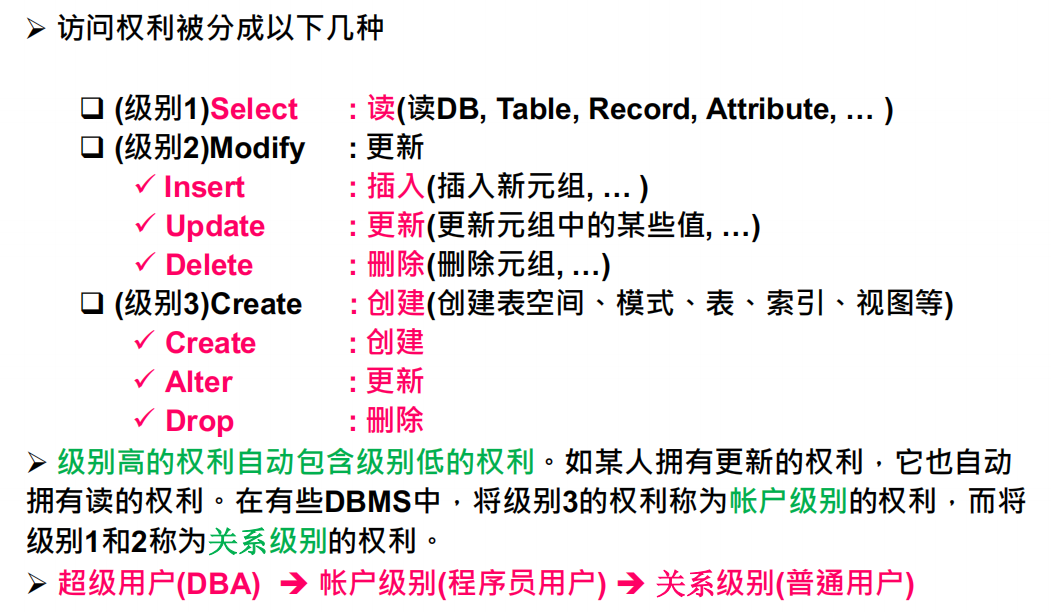 ➢ 访问权利被分成以下几种
❑ (级别1)Select : 读(读DB, Table, Record, Attribute, … )
❑ (级别2)Modify : 更新
✓ Insert : 插入(插入新元组, … )
✓ Update : 更新(更新元组中的某些值, …)
✓ Delete : 删除(删除元组, …)
❑ (级别3)Create : 创建(创建表空间、模式、表、索引、视图等)
✓ Create : 创建
✓ Alter : 更新
✓ Drop : 删除
➢ 级别高的权利自动包含级别低的权利。如某人拥有更新的权利，它也自动
拥有读的权利。在有些DBMS中，将级别3的权利称为帐户级别的权利，而将
级别1和2称为关系级别的权利。
➢ 超级用户(DBA) ➔ 帐户级别(程序员用户) ➔ 关系级别(普通用户)